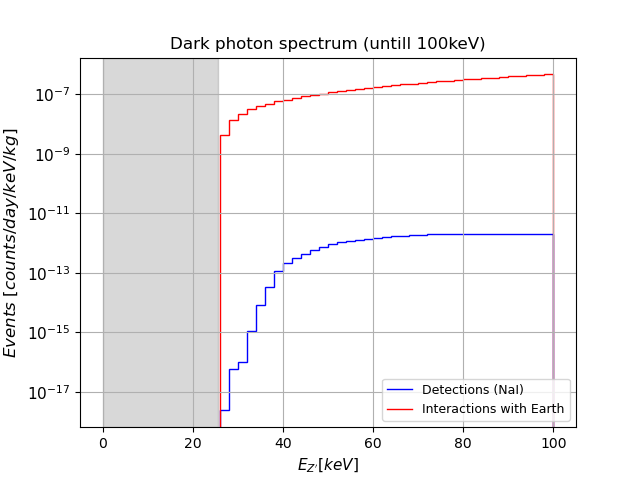 Dark photon spectrum (untill 100keV)
Events [counts/day/keV/kg]
10⁻⁷
10⁻⁹
10⁻¹¹
10⁻¹³
10⁻¹⁵
10⁻¹⁷
Detections (NaI)
Interactions with Earth
0 20 40 60 80 100
E_{Z'}[keV]